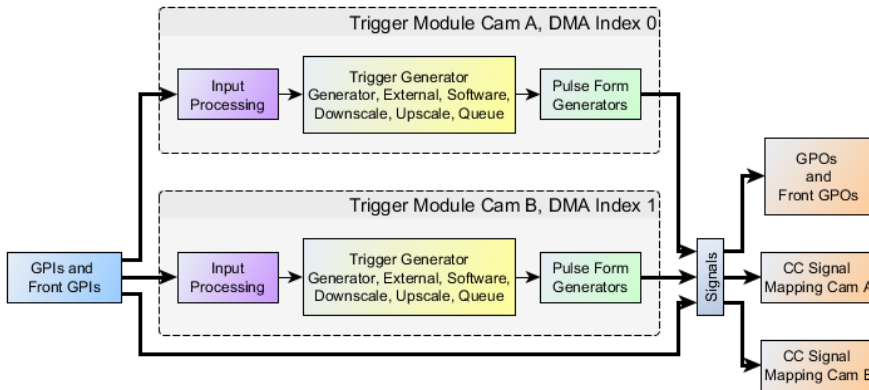 Trigger Module Cam A, DMA Index 0
Input
Processing
Trigger Generator
Generator, External, Software,
Downscale, Upscale, Queue
Pulse Form
Generators
GPOs
and
Front GPOs
Trigger Module Cam B, DMA Index 1
GPIs and
Front GPIs
Input
Processing
Trigger Generator
Generator, External, Software,
Downscale, Upscale, Queue
Pulse Form
Generators
Signals
CC Signal
Mapping Cam A
CC Signal
Mapping Cam B